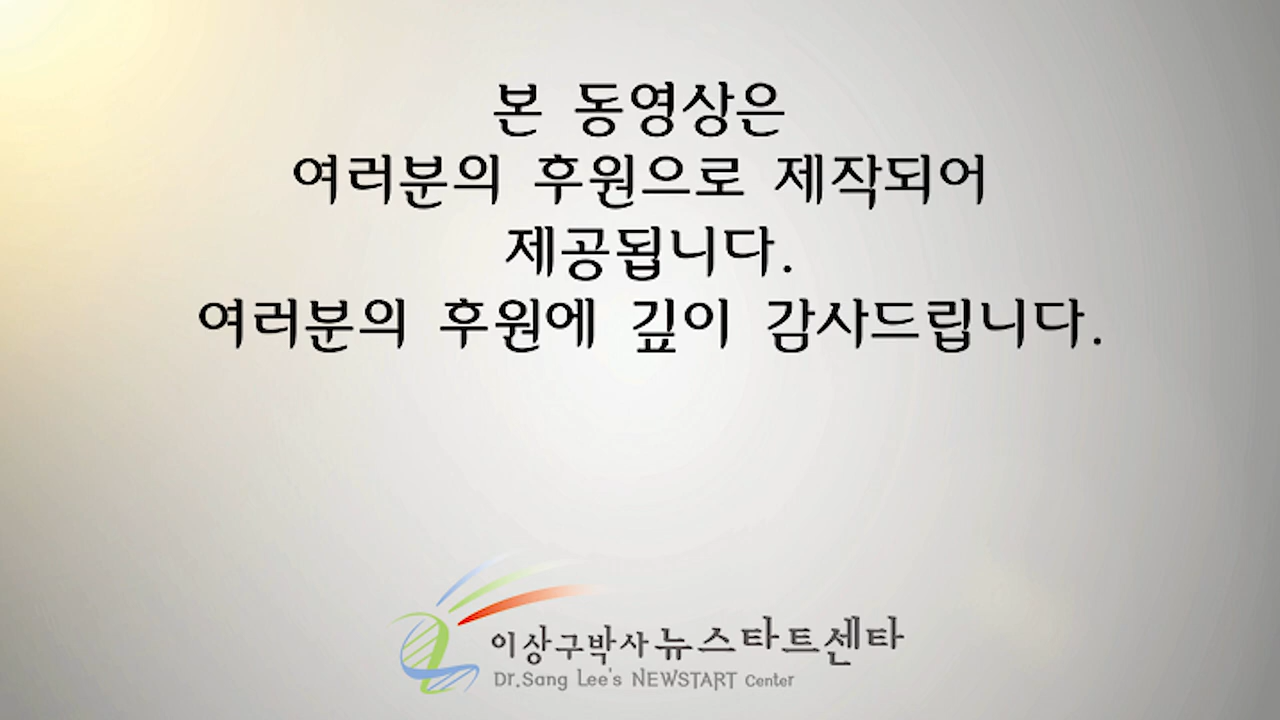 본 동영상은
여러분의 후원으로 제작되어
제공됩니다.
여러분의 후원에 깊이 감사드립니다.
이상구박사뉴스타트센타
Dr.Sang Lee's NEWSTART Center